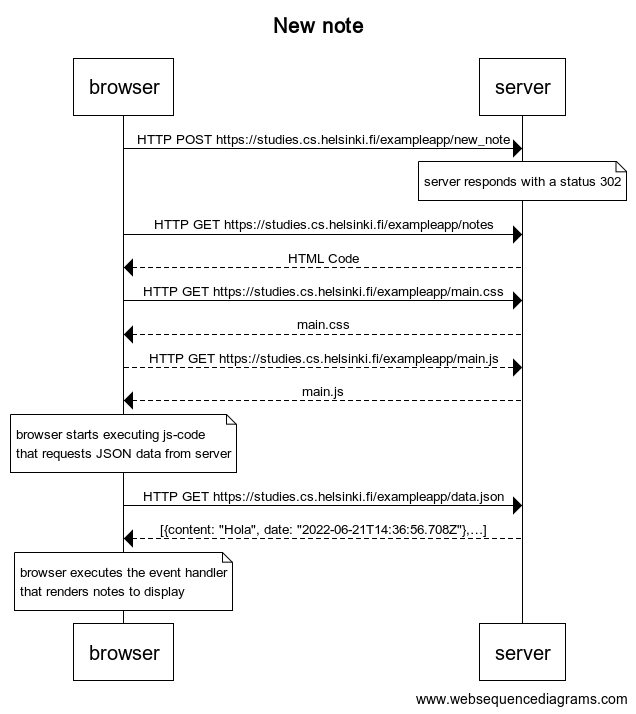 New note
browser
server
HTTP POST https://studies.cs.helsinki.fi/exampleapp/new_note
server responds with a status 302
HTTP GET https://studies.cs.helsinki.fi/exampleapp/notes
HTML Code
HTTP GET https://studies.cs.helsinki.fi/exampleapp/main.css
main.css
HTTP GET https://studies.cs.helsinki.fi/exampleapp/main.js
main.js
browser starts executing js-code
that requests JSON data from server
HTTP GET https://studies.cs.helsinki.fi/exampleapp/data.json
[{content: "Hola", date: "2022-06-21T14:36:56.708Z"},...]
browser executes the event handler
that renders notes to display
browser
server
www.websequencediagrams.com